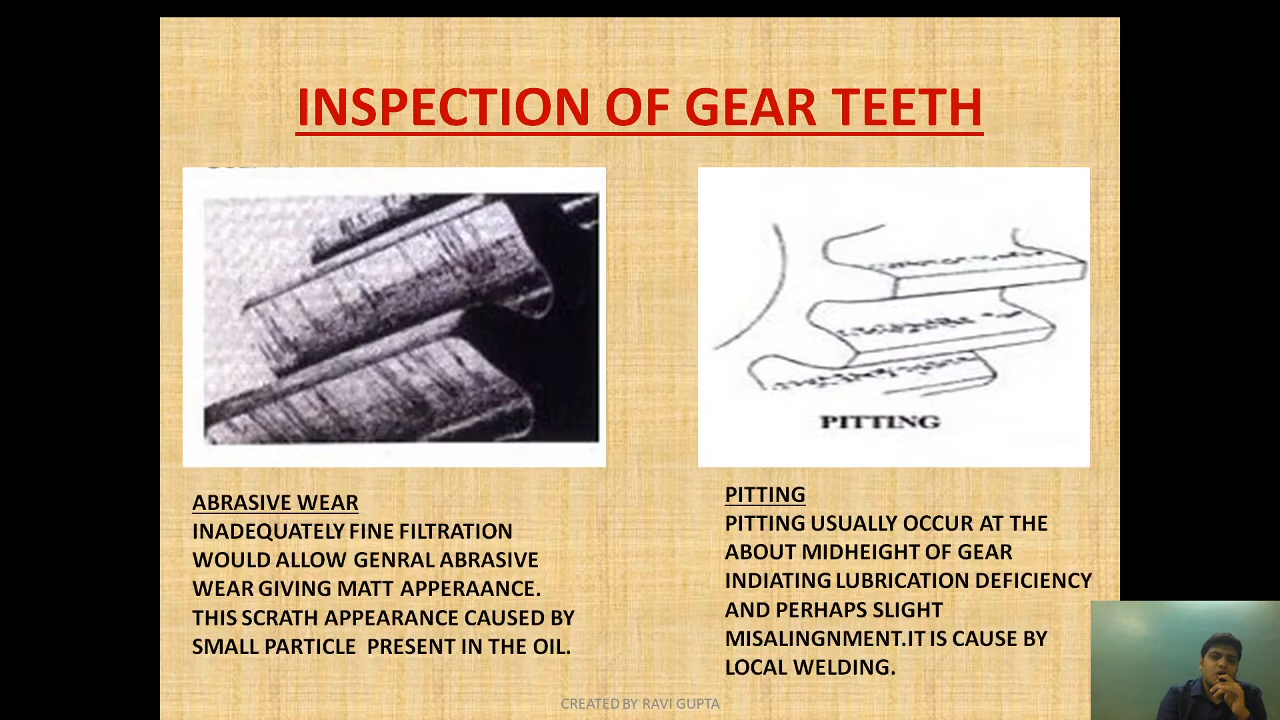 INSPECTION OF GEAR TEETH
PITTING
ABRASIVE WEAR
INADEQUATELY FINE FILTRATION
WOULD ALLOW GENRAL ABRASIVE
WEAR GIVING MATT APPERAANCE.
THIS SCRATH APPEARANCE CAUSED BY
SMALL PARTICLE PRESENT IN THE OIL.
PITTING
PITTING USUALLY OCCUR AT THE
ABOUT MIDHEIGHT OF GEAR
INDIATING LUBRICATION DEFICIENCY
AND PERHAPS SLIGHT
MISALINGNMENT.IT IS CAUSE BY
LOCAL WELDING.
CREATED BY RAVI GUPTA